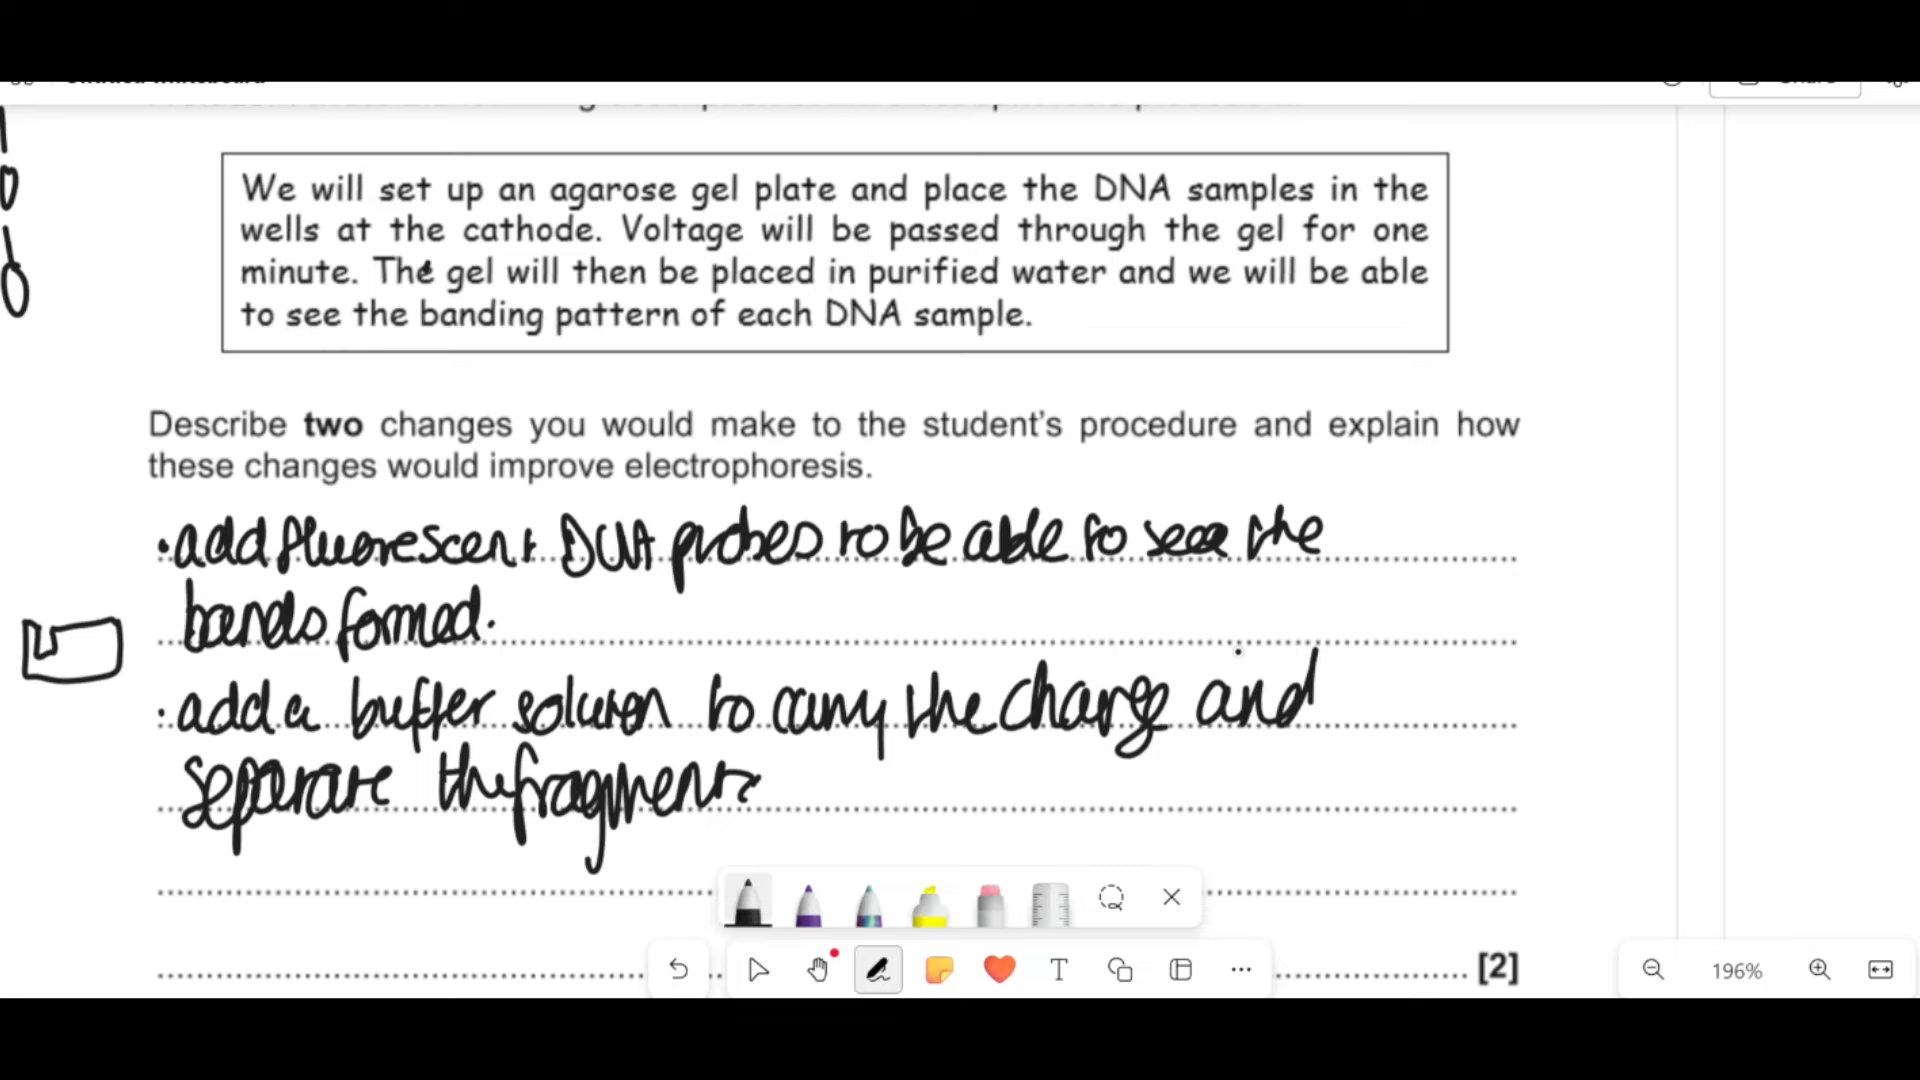 We will set up an agarose gel plate and place the DNA samples in the
wells at the cathode. Voltage will be passed through the gel for one
minute. The gel will then be placed in purified water and we will be able
to see the banding pattern of each DNA sample.
Describe two changes you would make to the student's procedure and explain how
these changes would improve electrophoresis.
• add fluorescent DNA probes to be able to see the
bands formed.
• add a buffer solution to carry the charge and
separate the fragments
[2]
196%